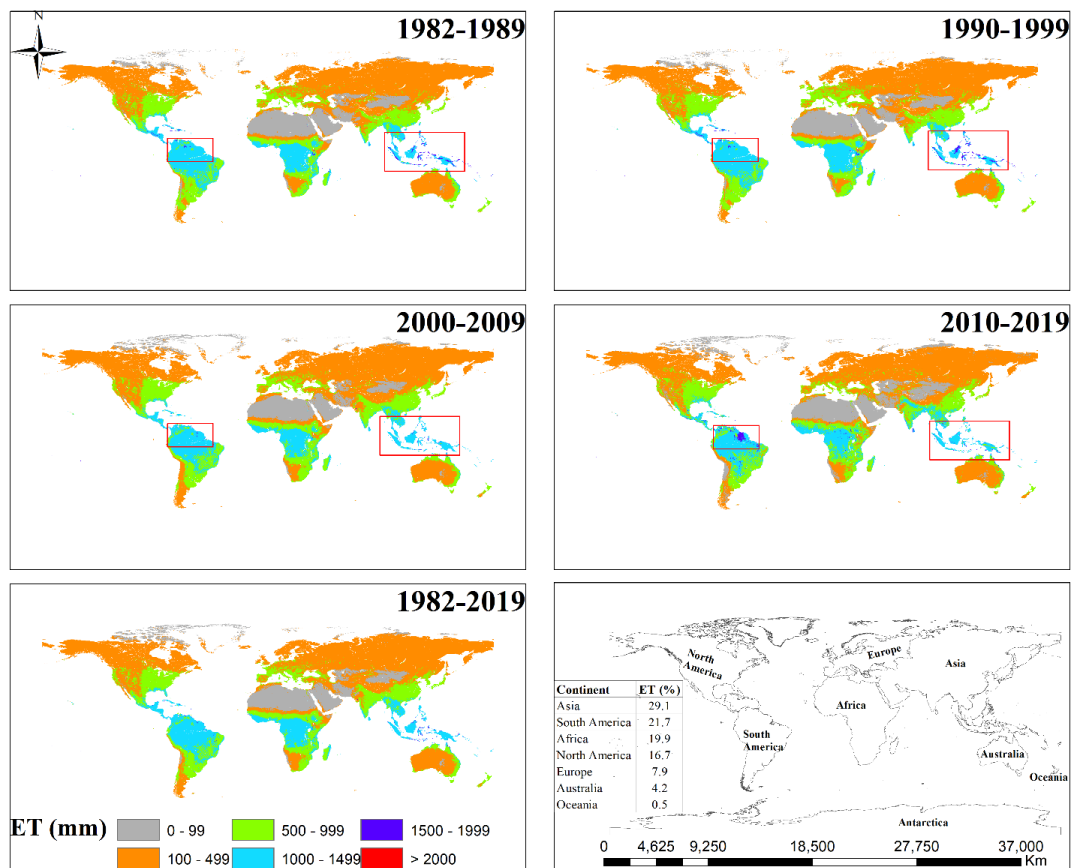 N
1982-1989
1990-1999
2000-2009
2010-2019
1982-2019
ET (mm)
0 - 99
500 - 999
1500 - 1999
100 - 499
1000 - 1499
> 2000
North
America
Europe
Asia
Africa
South
America
Australia
Oceania
Antarctica
Continent ET (%)
Asia 29.1
South America 21.7
Africa 19.9
North America 16.7
Europe 7.9
Australia 4.2
Oceania 0.5
0 4,625 9,250 18,500 27,750 37,000
Km